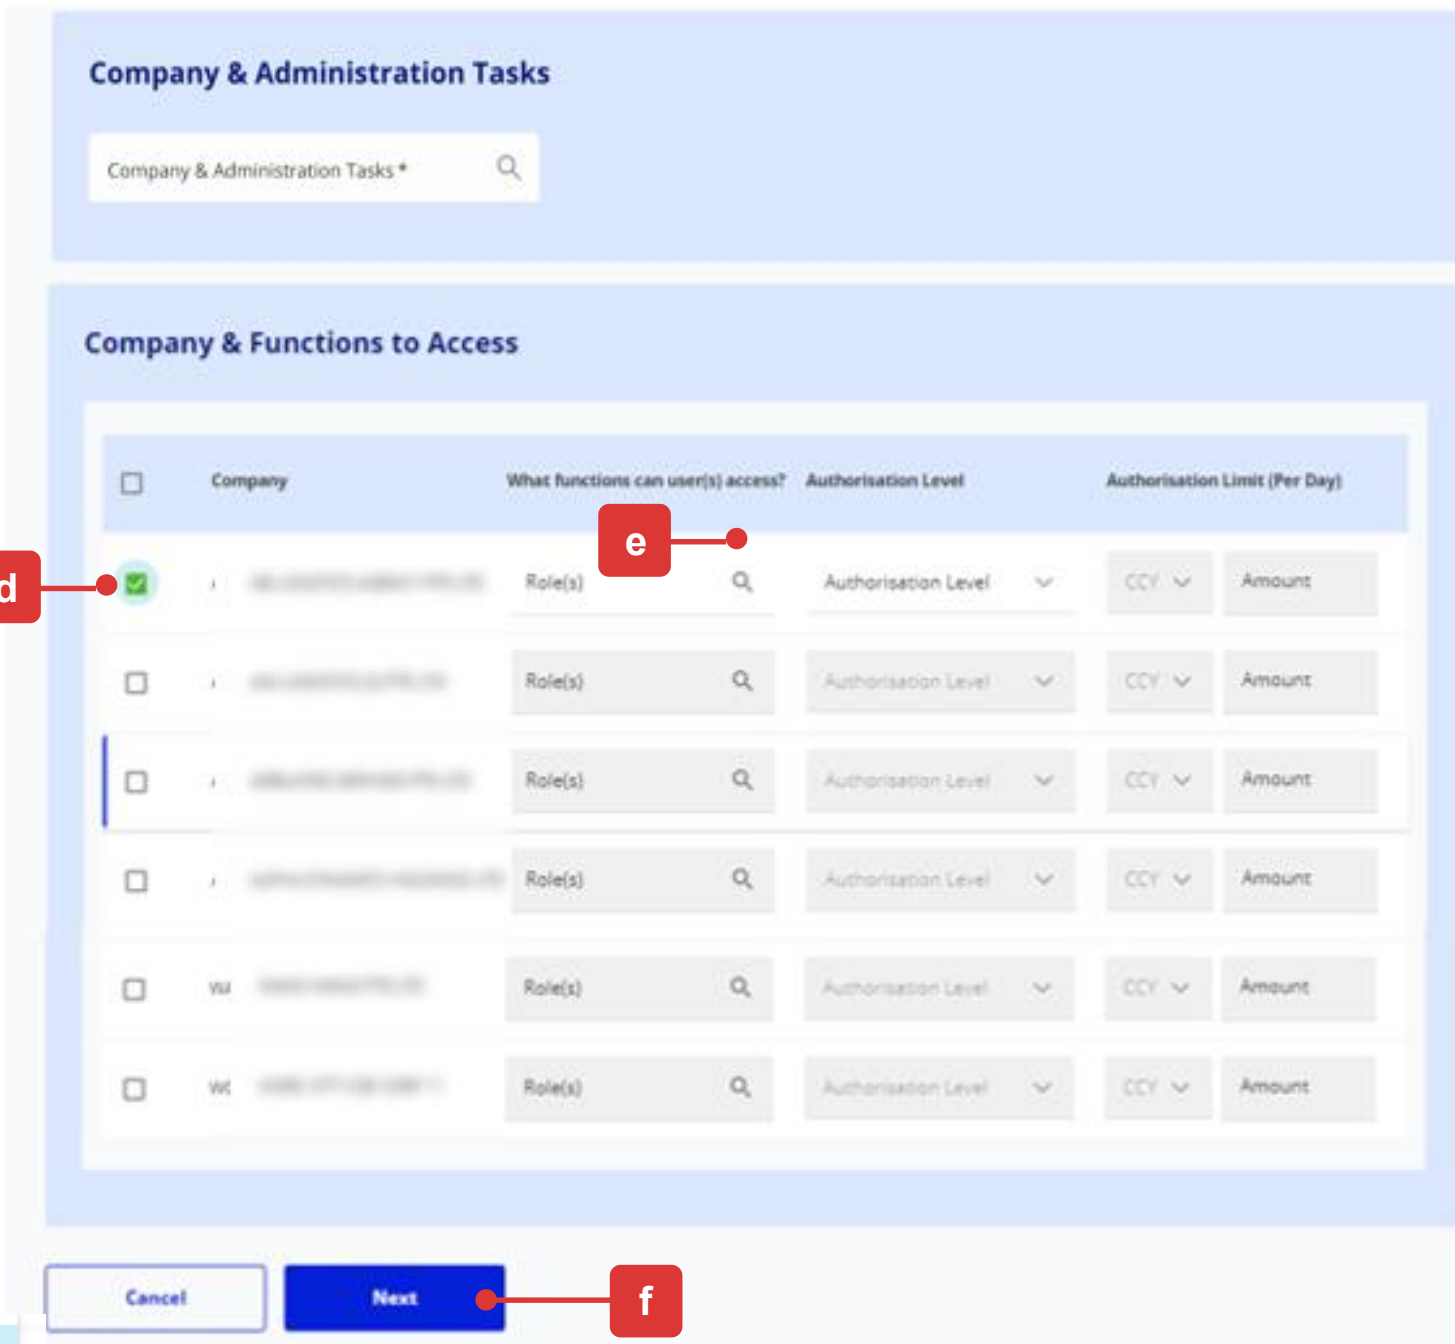 Company & Administration Tasks
Company & Administration Tasks *
Company & Functions to Access
Company What functions can user(s) access? Authorisation Level Authorisation Limit (Per Day)
e
d
Role(s) Authorisation Level CCY Amount
Role(s) Authorisation Level CCY Amount
Role(s) Authorisation Level CCY Amount
Role(s) Authorisation Level CCY Amount
Role(s) Authorisation Level CCY Amount
Role(s) Authorisation Level CCY Amount
Cancel Next f